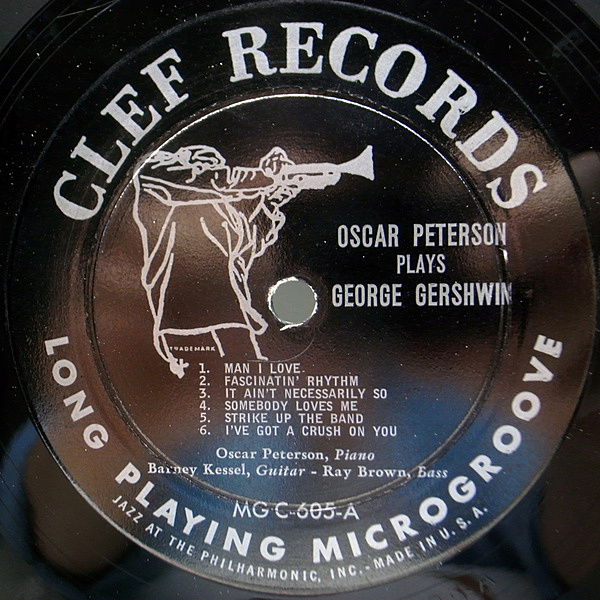 CLEF RECORDS
OSCAR PETERSON
PLAYS
GEORGE GERSHWIN
TRADEMARK
1. MAN I LOVE
2. FASCINATIN' RHYTHM
3. IT AIN'T NECESSARILY SO
4. SOMEBODY LOVES ME
5. STRIKE UP THE BAND
6. I'VE GOT A CRUSH ON YOU
Oscar Peterson, Piano
Barney Kessel, Guitar - Ray Brown, Bass
MG C-605-A
LONG PLAYING MICROGROOVE
JAZZ AT THE PHILHARMONIC, INC.-MADE IN U.S.A.